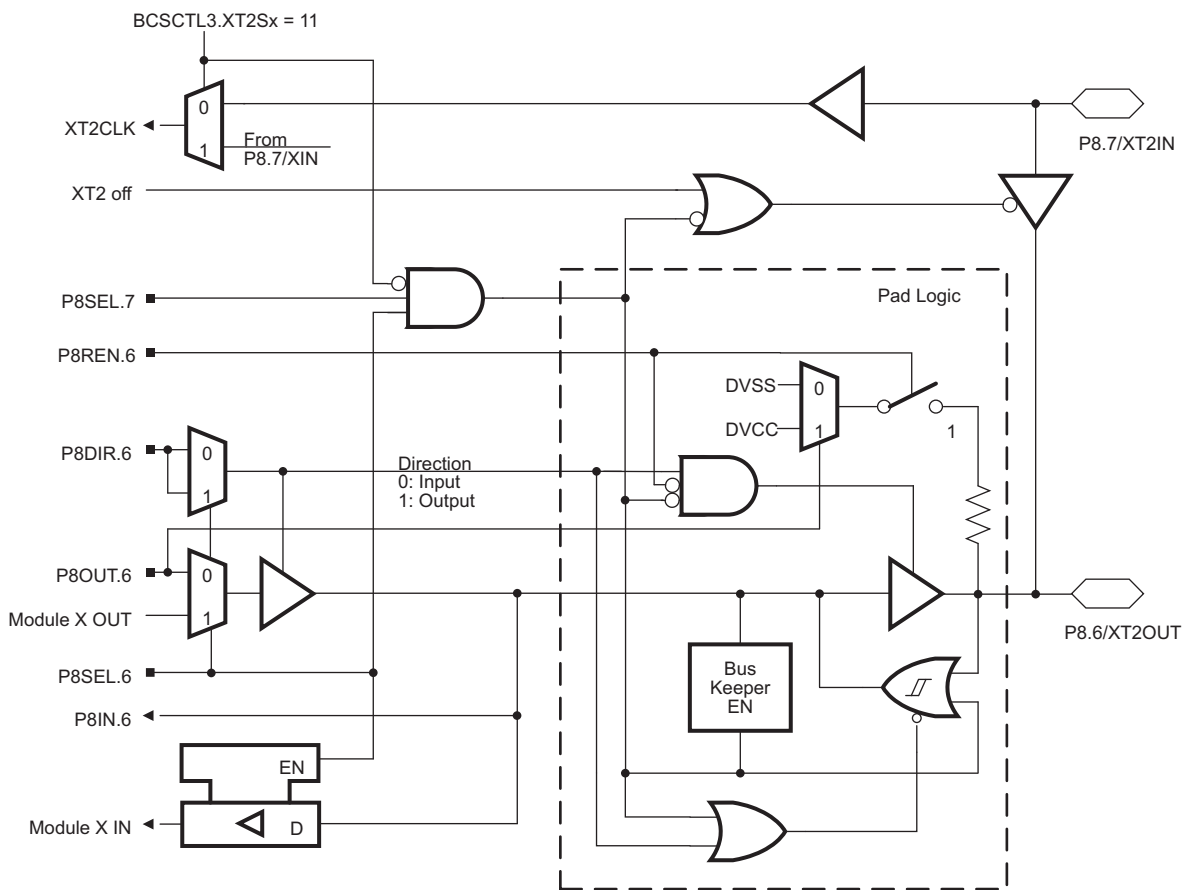 BCSCTL3.XT2Sx = 11
0
XT2CLK
1
From
P8.7/XIN
P8.7/XT2IN
XT2 off
P8SEL.7
Pad Logic
P8REN.6
DVSS
0
DVCC
1
1
P8DIR.6
0
1
Direction
0: Input
1: Output
P8OUT.6
0
Module X OUT
1
P8.6/XT2OUT
P8SEL.6
Bus
Keeper
EN
P8IN.6
EN
Module X IN
D